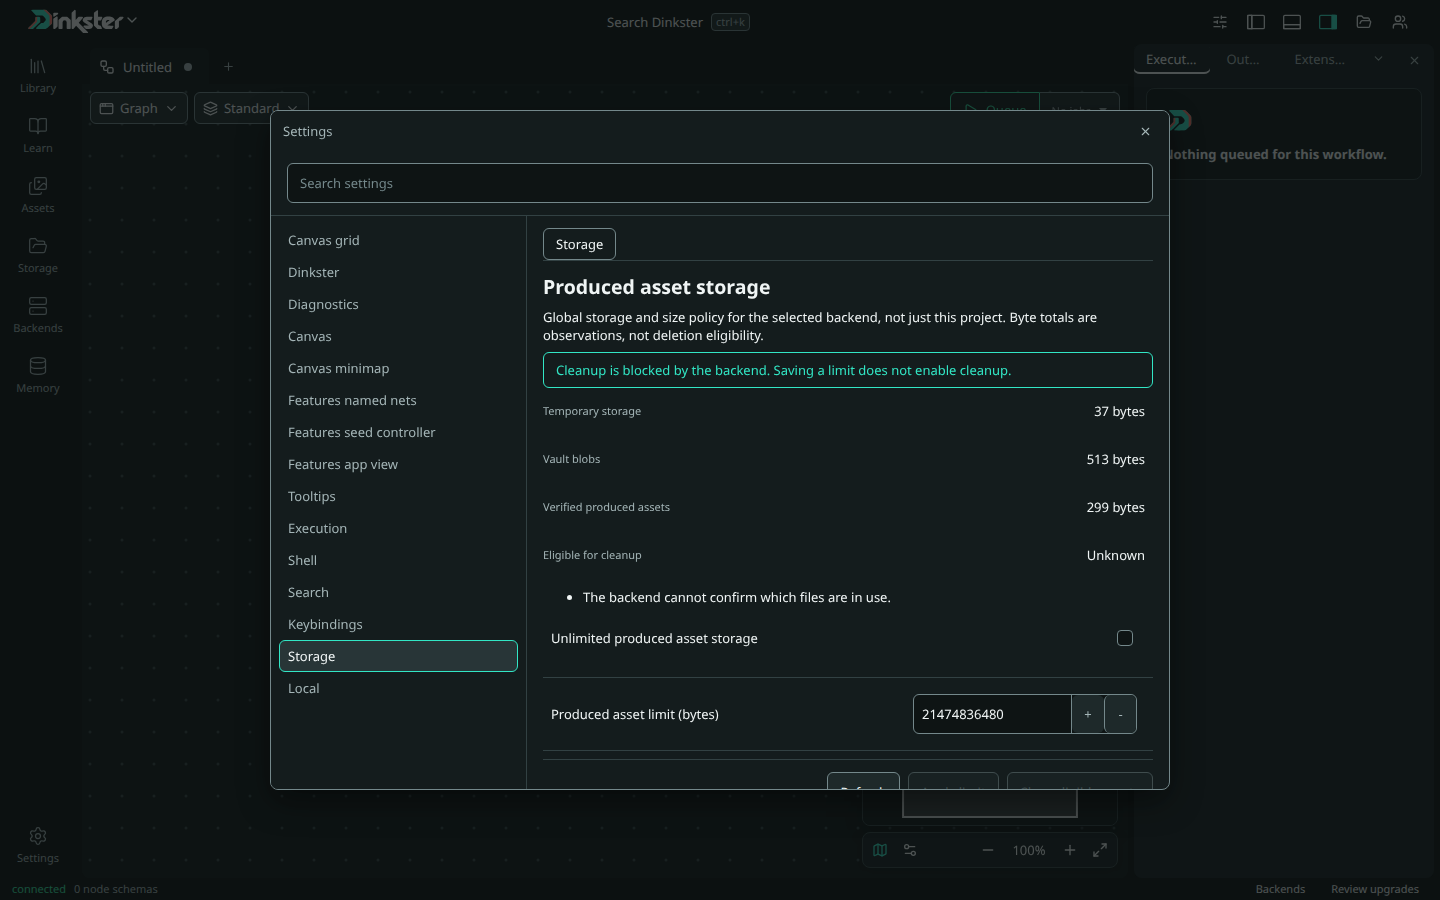 Dinkster
Search Dinkster ctrl+k
Library
Learn
Assets
Storage
Backends
Memory
Settings
Untitled
Graph
Standard
Execut...
Out...
Extens...
Nothing queued for this workflow.
Settings
Search settings
Canvas grid
Dinkster
Diagnostics
Canvas
Canvas minimap
Features named nets
Features seed controller
Features app view
Tooltips
Execution
Shell
Search
Keybindings
Storage
Local
Storage
Produced asset storage
Global storage and size policy for the selected backend, not just this project. Byte totals are
observations, not deletion eligibility.
Cleanup is blocked by the backend. Saving a limit does not enable cleanup.
Temporary storage 37 bytes
Vault blobs 513 bytes
Verified produced assets 299 bytes
Eligible for cleanup Unknown
• The backend cannot confirm which files are in use.
Unlimited produced asset storage
Produced asset limit (bytes) 21474836480 + -
100%
connected 0 node schemas
Backends Review upgrades